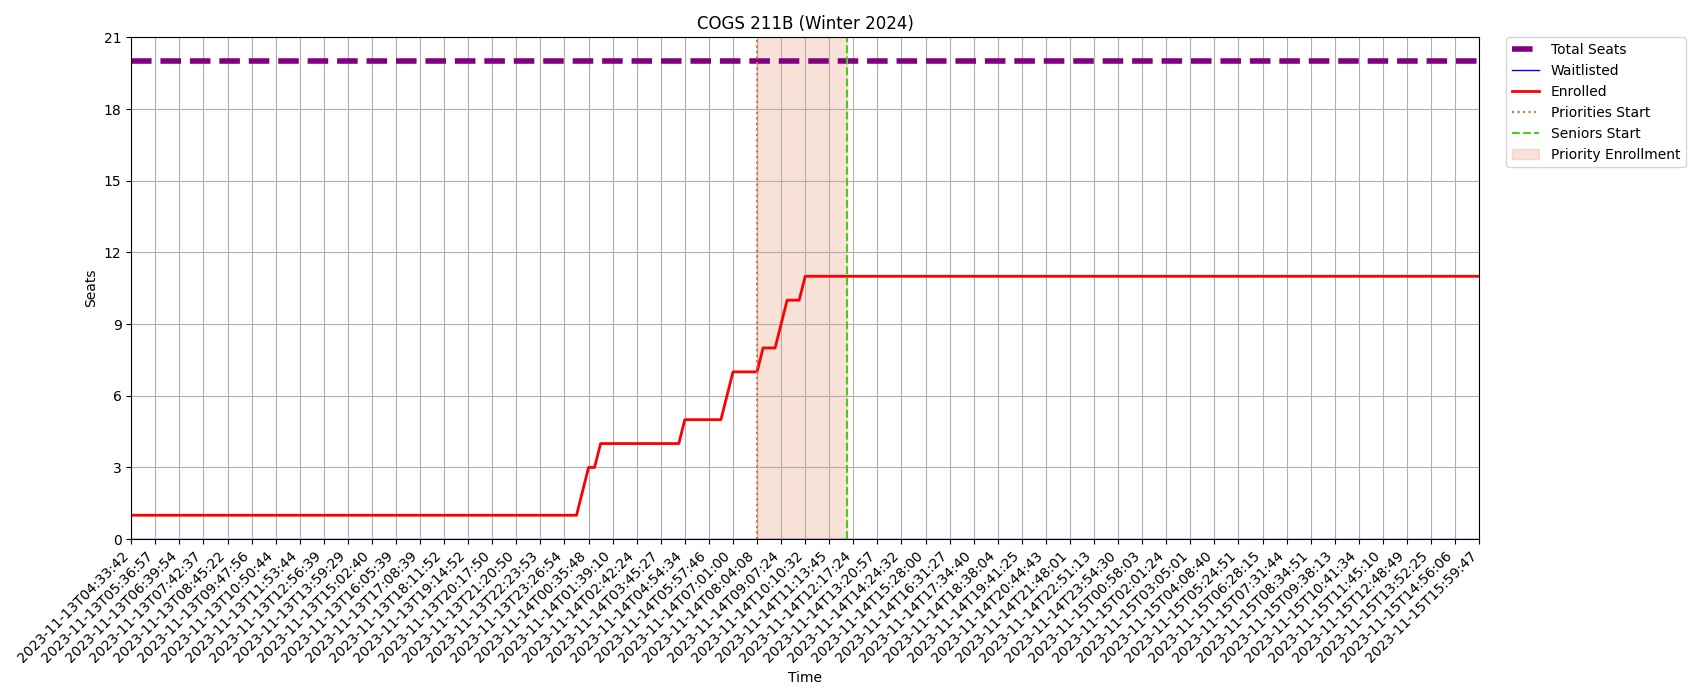 COGS 211B (Winter 2024)
21
18
15
12
9
6
3
0
Seats
Total Seats
Waitlisted
Enrolled
Priorities Start
Seniors Start
Priority Enrollment
2023-11-13T04:33:42
2023-11-13T05:36:57
2023-11-13T06:39:54
2023-11-13T07:42:37
2023-11-13T08:45:22
2023-11-13T09:47:56
2023-11-13T10:50:44
2023-11-13T11:53:44
2023-11-13T12:56:39
2023-11-13T13:59:29
2023-11-13T15:02:40
2023-11-13T16:05:39
2023-11-13T17:08:39
2023-11-13T18:11:52
2023-11-13T19:14:52
2023-11-13T20:17:50
2023-11-13T21:20:50
2023-11-13T22:23:53
2023-11-13T23:26:54
2023-11-14T00:35:48
2023-11-14T01:39:10
2023-11-14T02:42:24
2023-11-14T03:45:27
2023-11-14T04:54:34
2023-11-14T05:57:46
2023-11-14T07:01:00
2023-11-14T08:04:08
2023-11-14T09:07:24
2023-11-14T10:10:32
2023-11-14T11:13:45
2023-11-14T12:17:24
2023-11-14T13:20:57
2023-11-14T14:24:32
2023-11-14T15:28:00
2023-11-14T16:31:27
2023-11-14T17:34:40
2023-11-14T18:38:04
2023-11-14T19:41:25
2023-11-14T20:44:43
2023-11-14T21:48:01
2023-11-14T22:51:13
2023-11-14T23:54:30
2023-11-15T00:58:03
2023-11-15T02:01:24
2023-11-15T03:05:01
2023-11-15T04:08:40
2023-11-15T05:24:51
2023-11-15T06:28:15
2023-11-15T07:31:44
2023-11-15T08:34:51
2023-11-15T09:38:13
2023-11-15T10:41:34
2023-11-15T11:45:10
2023-11-15T12:48:49
2023-11-15T13:52:25
2023-11-15T14:56:06
2023-11-15T15:59:47
Time